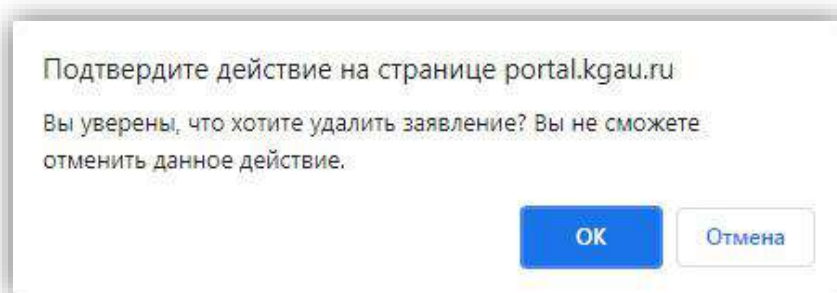 Подтвердите действие на странице portal.kgau.ru
Вы уверены, что хотите удалить заявление? Вы не сможете
отменить данное действие.
ОК Отмена